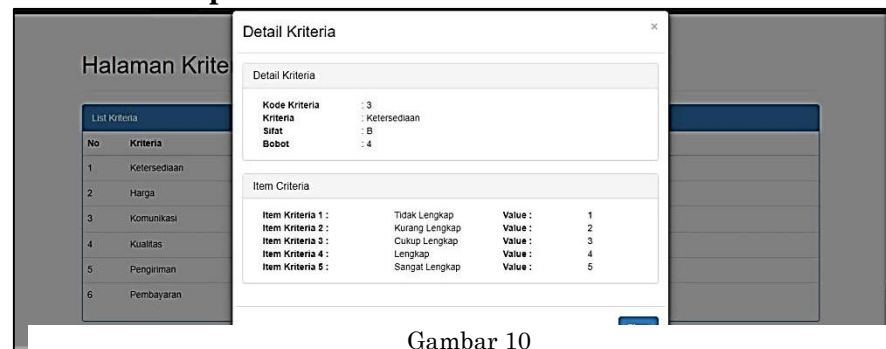 Detail Kriteria ×
Halaman Krite
Detail Kriteria
Kode Kriteria : 3
Kriteria : Ketersediaan
Sifat : B
Bobot : 4
List Kriteria
No Kriteria
1 Ketersediaan
2 Harga
3 Komunikasi
4 Kualitas
5 Pengiriman
6 Pembayaran
Item Criteria
Item Kriteria 1 : Tidak Lengkap Value : 1
Item Kriteria 2 : Kurang Lengkap Value : 2
Item Kriteria 3 : Cukup Lengkap Value : 3
Item Kriteria 4 : Lengkap Value : 4
Item Kriteria 5 : Sangat Lengkap Value : 5
Gambar 10